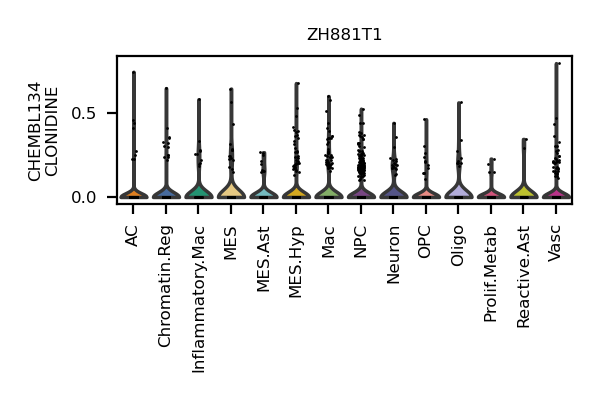 ZH881T1
CHEMBL134
CLONIDINE
0.5
0.0
AC
Chromatin.Reg
Inflammatory.Mac
MES
MES.Ast
MES.Hyp
Mac
NPC
Neuron
OPC
Oligo
Prolif.Metab
Reactive.Ast
Vasc